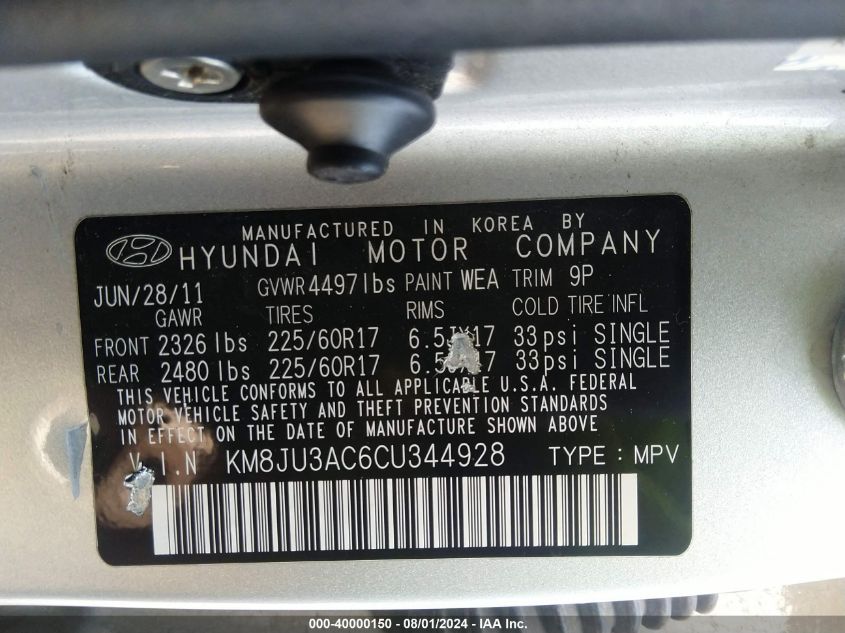 MANUFACTURED IN KOREA BY
HYUNDAI MOTOR COMPANY
JUN/28/11 GVWR 4497 lbs PAINT WEA TRIM 9P
GAWR TIRES RIMS COLD TIRE INFL
FRONT 2326 lbs 225/60R17 6.5JX17 33psi SINGLE
REAR 2480 lbs 225/60R17 33psi SINGLE
THIS VEHICLE CONFORMS TO ALL APPLICABLE U.S.A. FEDERAL
MOTOR VEHICLE SAFETY AND THEFT PREVENTION STANDARDS
IN EFFECT ON THE DATE OF MANUFACTURE SHOWN ABOVE
V.I.N KM8JU3AC6CU344928 TYPE : MPV
000-40000150 - 08/01/2024 - IAA Inc.